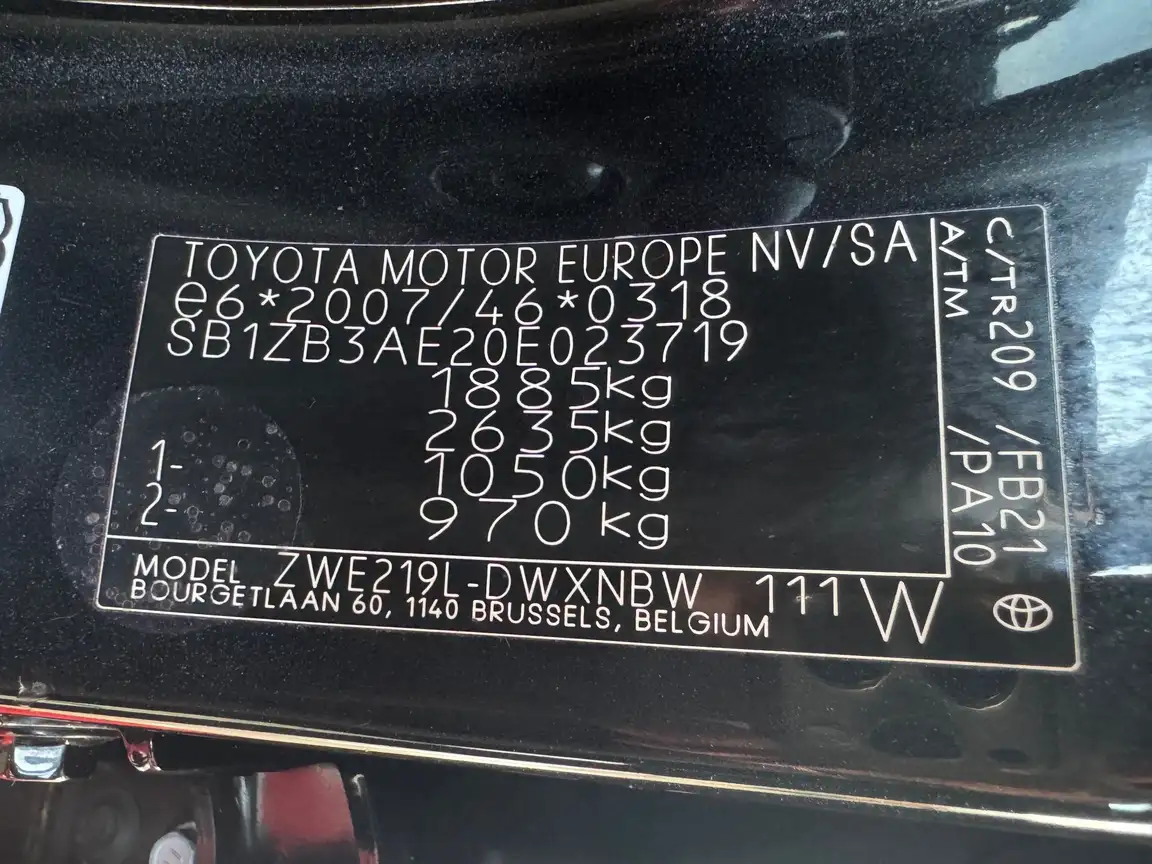 TOYOTA MOTOR EUROPE NV/SA
e6*2007/46*0318
SB1ZB3AE20E023719
1885kg
2635kg
1- 1050kg
2- 970 kg
MODEL ZWE219L-DWXNBW 111W
BOURGETLAAN 60, 1140 BRUSSELS, BELGIUM
C/TR209 /FB21
A/TM /PA10